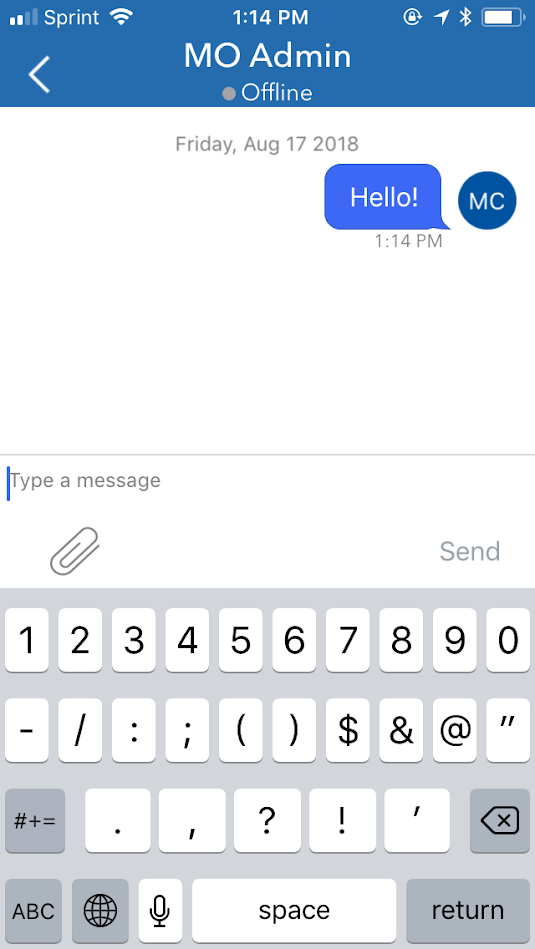 Sprint 1:14 PM
MO Admin
Offline
Friday, Aug 17 2018
Hello!
MC
1:14 PM
Type a message
Send
1 2 3 4 5 6 7 8 9 0
- / : ; ( ) $ & @ "
#+= . , ? ! '
ABC space return